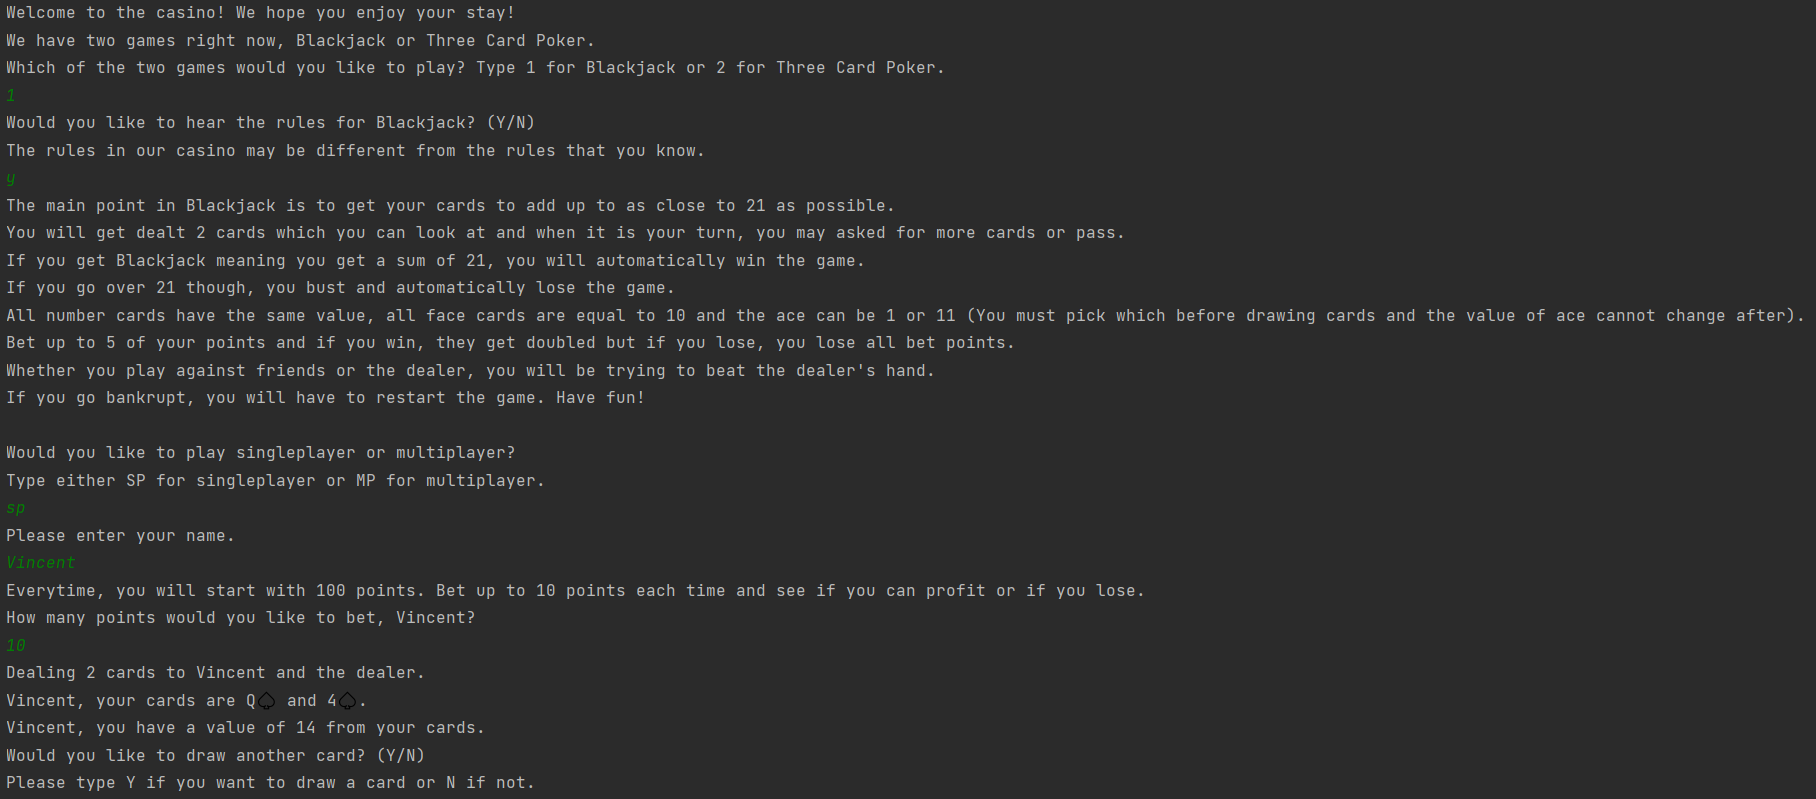 Welcome to the casino! We hope you enjoy your stay!
We have two games right now, Blackjack or Three Card Poker.
Which of the two games would you like to play? Type 1 for Blackjack or 2 for Three Card Poker.
1
Would you like to hear the rules for Blackjack? (Y/N)
The rules in our casino may be different from the rules that you know.
y
The main point in Blackjack is to get your cards to add up to as close to 21 as possible.
You will get dealt 2 cards which you can look at and when it is your turn, you may asked for more cards or pass.
If you get Blackjack meaning you get a sum of 21, you will automatically win the game.
If you go over 21 though, you bust and automatically lose the game.
All number cards have the same value, all face cards are equal to 10 and the ace can be 1 or 11 (You must pick which before drawing cards and the value of ace cannot change after).
Bet up to 5 of your points and if you win, they get doubled but if you lose, you lose all bet points.
Whether you play against friends or the dealer, you will be trying to beat the dealer's hand.
If you go bankrupt, you will have to restart the game. Have fun!
Would you like to play singleplayer or multiplayer?
Type either SP for singleplayer or MP for multiplayer.
sp
Please enter your name.
Vincent
Everytime, you will start with 100 points. Bet up to 10 points each time and see if you can profit or if you lose.
How many points would you like to bet, Vincent?
10
Dealing 2 cards to Vincent and the dealer.
Vincent, your cards are Q♤ and 4♤.
Vincent, you have a value of 14 from your cards.
Would you like to draw another card? (Y/N)
Please type Y if you want to draw a card or N if not.